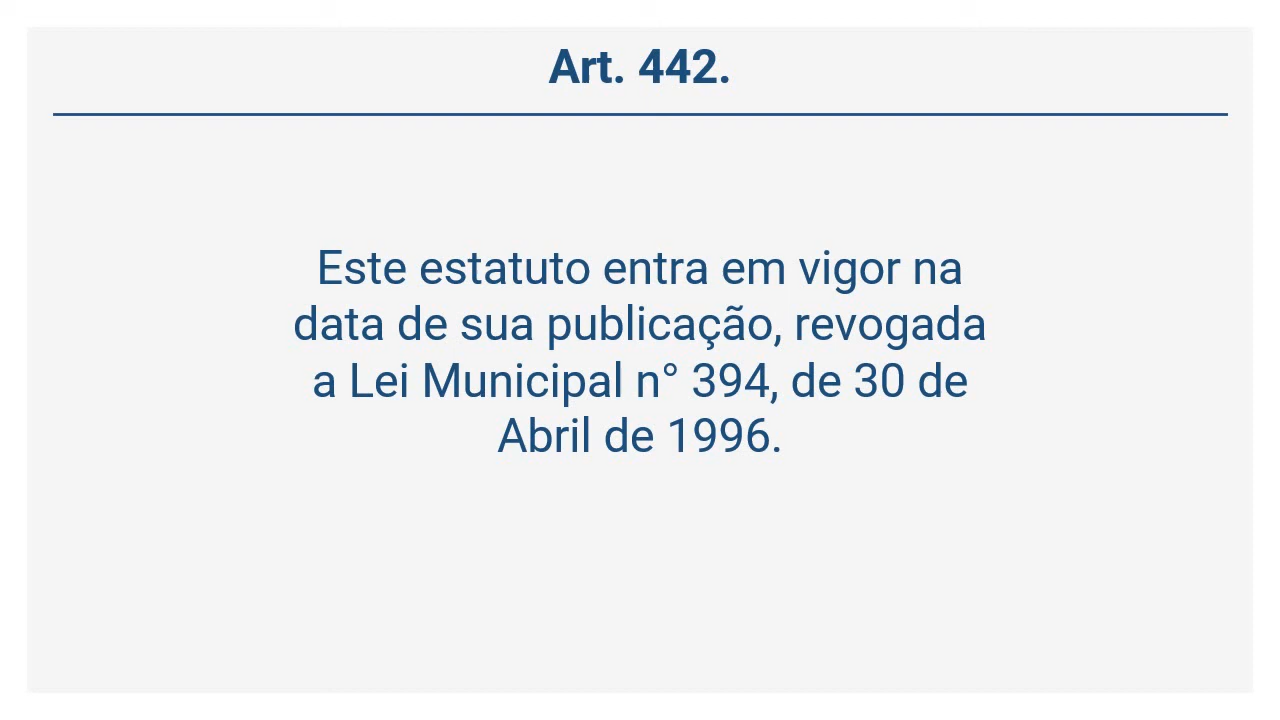 Art. 442.
Este estatuto entra em vigor na
data de sua publicação, revogada
a Lei Municipal n° 394, de 30 de
Abril de 1996.